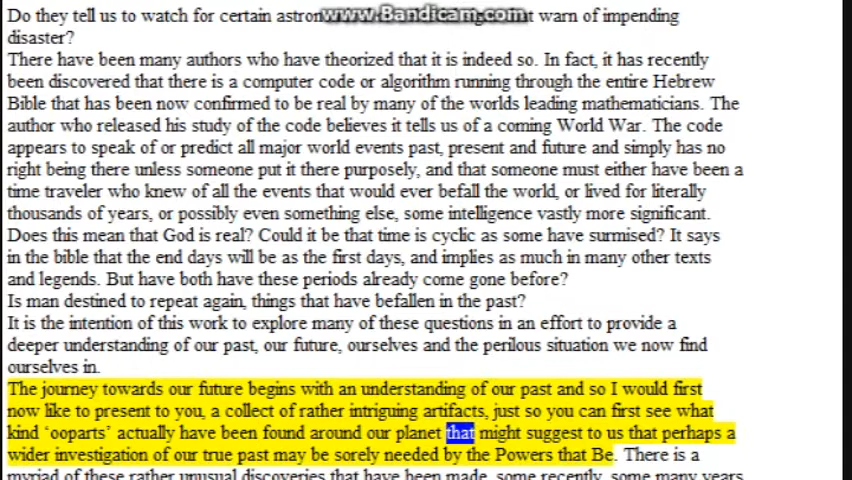 Do they tell us to watch for certain
www.Bandicam.com
warn of impending
disaster?
There have been many authors who have theorized that it is indeed so. In fact, it has recently
been discovered that there is a computer code or algorithm running through the entire Hebrew
Bible that has been now confirmed to be real by many of the worlds leading mathematicians. The
author who released his study of the code believes it tells us of a coming World War. The code
appears to speak of or predict all major world events past, present and future and simply has no
right being there unless someone put it there purposely, and that someone must either have been a
time traveler who knew of all the events that would ever befall the world, or lived for literally
thousands of years, or possibly even something else, some intelligence vastly more significant.
Does this mean that God is real? Could it be that time is cyclic as some have surmised? It says
in the bible that the end days will be as the first days, and implies as much in many other texts
and legends. But have both have these periods already come gone before?
Is man destined to repeat again, things that have befallen in the past?
It is the intention of this work to explore many of these questions in an effort to provide a
deeper understanding of our past, our future, ourselves and the perilous situation we now find
ourselves in.
The journey towards our future begins with an understanding of our past and so I would first
now like to present to you, a collect of rather intriguing artifacts, just so you can first see what
kind ‘ooparts’ actually have been found around our planet that might suggest to us that perhaps a
wider investigation of our true past may be sorely needed by the Powers that Be. There is a
myriad of these rather unusual discoveries that have been made, some recently, some many years